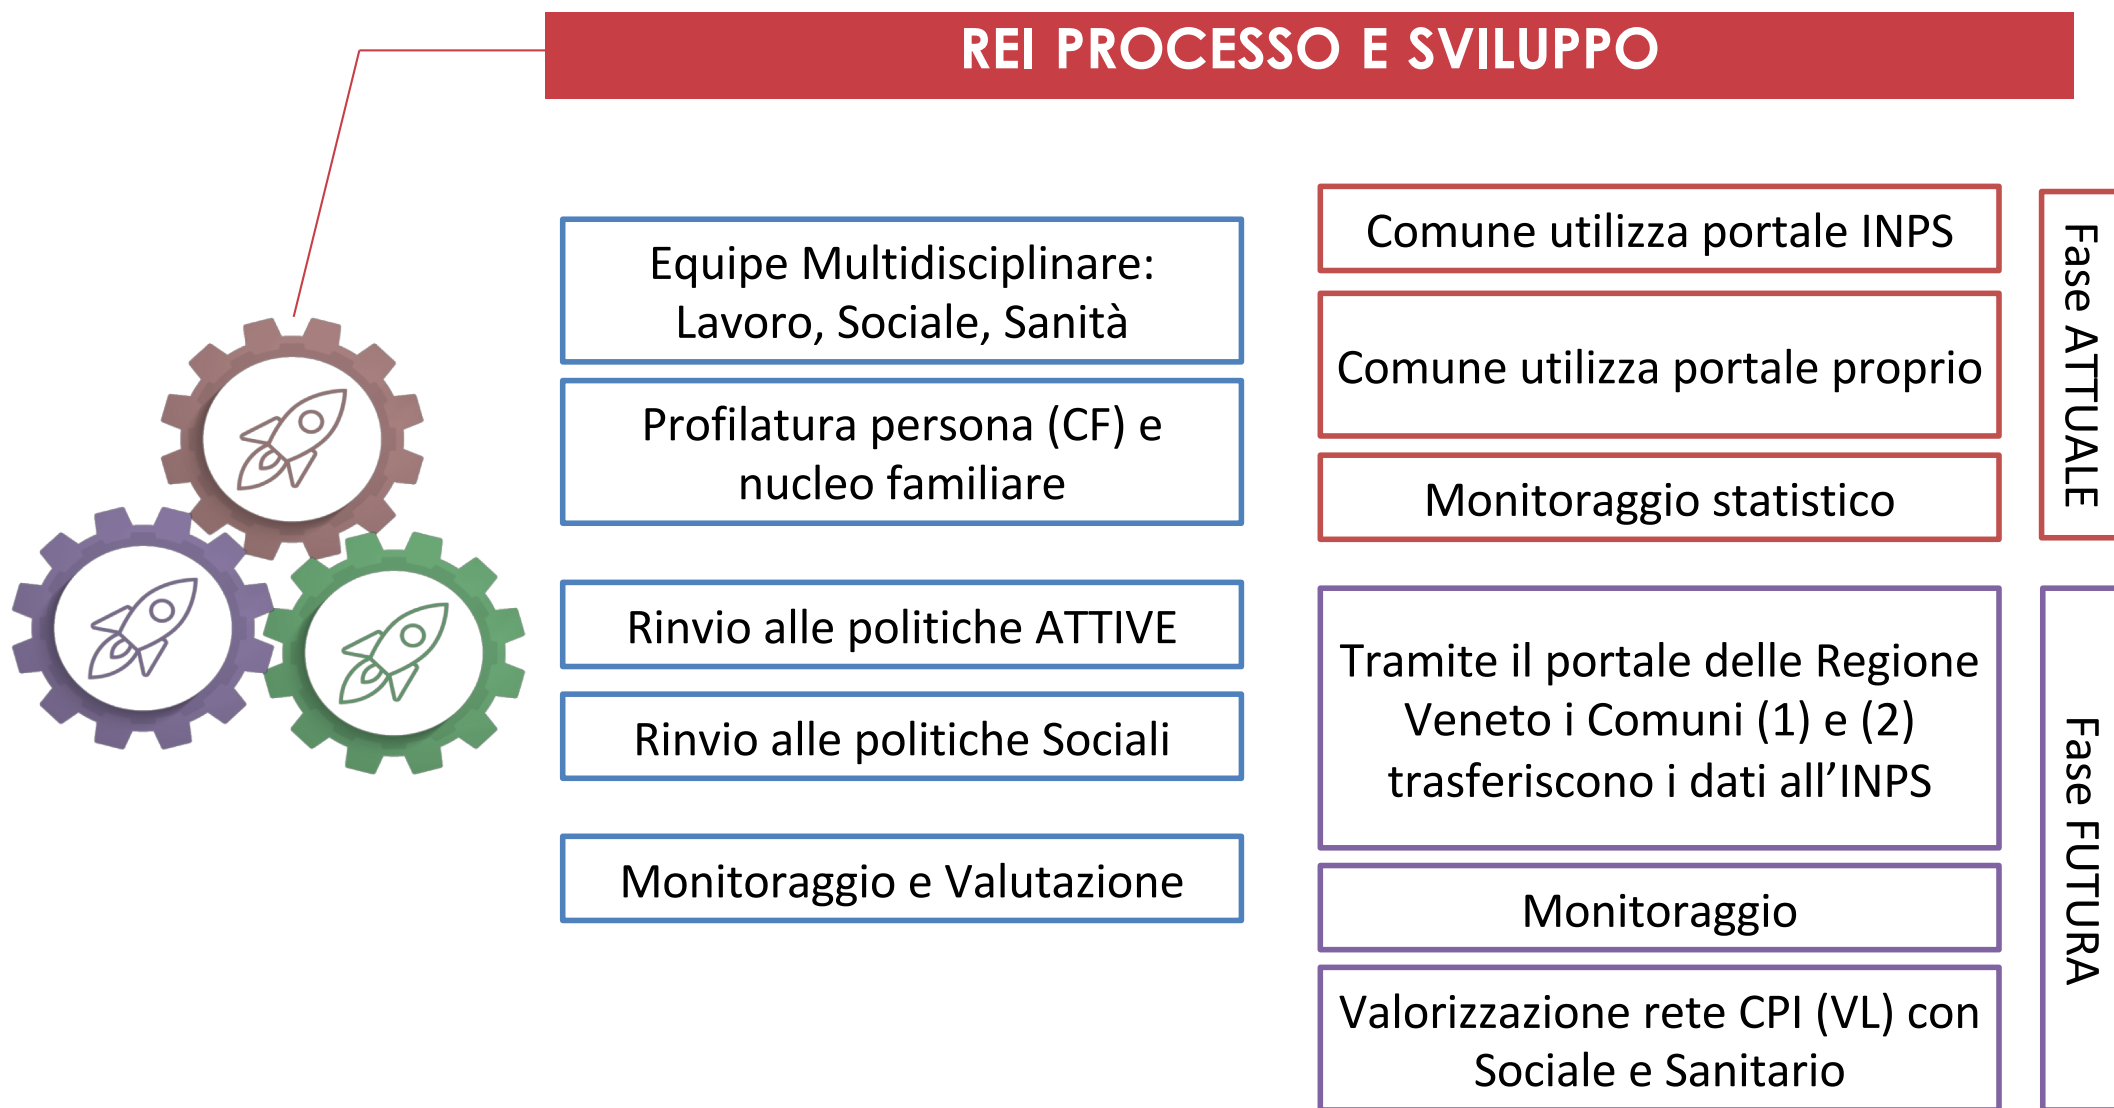 REI PROCESSO E SVILUPPO
Equipe Multidisciplinare:
Lavoro, Sociale, Sanità
Profilatura persona (CF) e
nucleo familiare
Rinvio alle politiche ATTIVE
Rinvio alle politiche Sociali
Monitoraggio e Valutazione
Comune utilizza portale INPS
Comune utilizza portale proprio
Monitoraggio statistico
Fase ATTUALE
Tramite il portale delle Regione
Veneto i Comuni (1) e (2)
trasferiscono i dati all’INPS
Monitoraggio
Valorizzazione rete CPI (VL) con
Sociale e Sanitario
Fase FUTURA